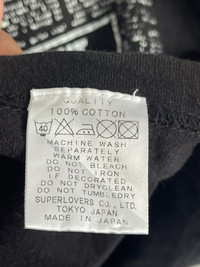 QUALITY
100% COTTON
40
MACHINE WASH
SEPARATELY
WARM WATER
DO NOT BLEACH
DO NOT IRON
IF DECORATED
DO NOT DRYCLEAN
DO NOT TUMBLEDRY
SUPERLOVERS CO., LTD.
TOKYO JAPAN
MADE IN JAPAN